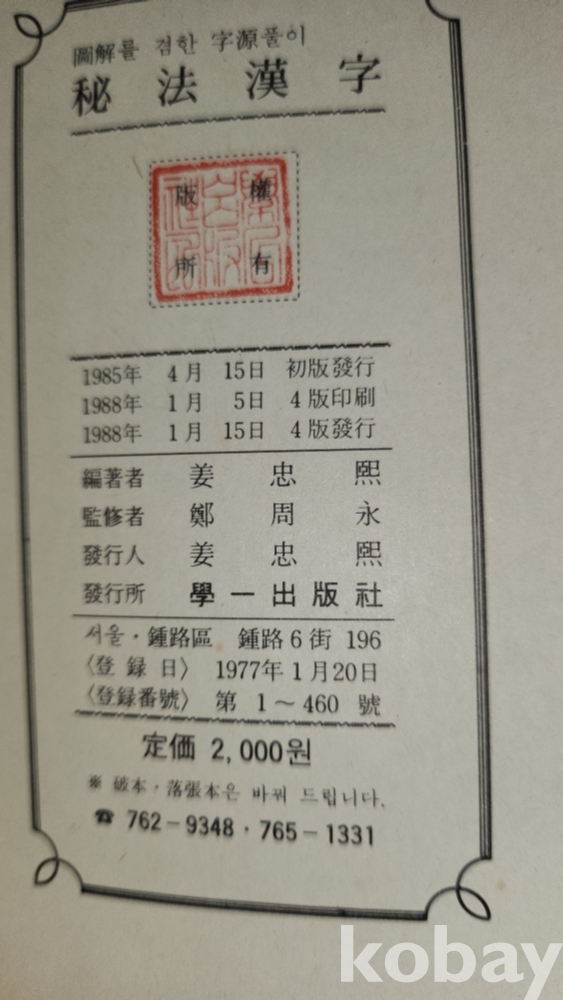 圖解를 겸한 字源풀이
秘法漢字
版權
所有
1985年 4月 15日 初版發行
1988年 1月 5日 4版印刷
1988年 1月 15日 4版發行
編著者 姜忠熙
監修者 鄭周永
發行人 姜忠熙
發行所 學一出版社
서울·鍾路區 鍾路6街 196
〈登錄日〉 1977年 1月 20日
〈登録番號〉 第 1~460 號
定価 2,000원
※ 破本·落張本은 바꿔 드립니다.
☎ 762-9348·765-1331
kobay